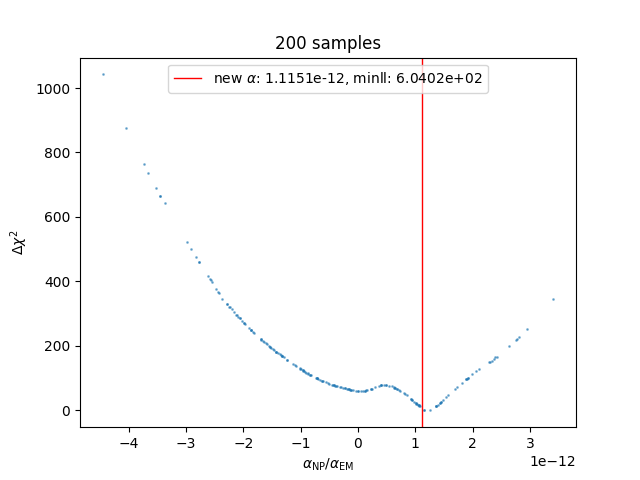 200 samples
new α: 1.1151e-12, minll: 6.0402e+02
Δχ²
1000
800
600
400
200
0
−4 −3 −2 −1 0 1 2 3
1e−12
α_NP/α_EM